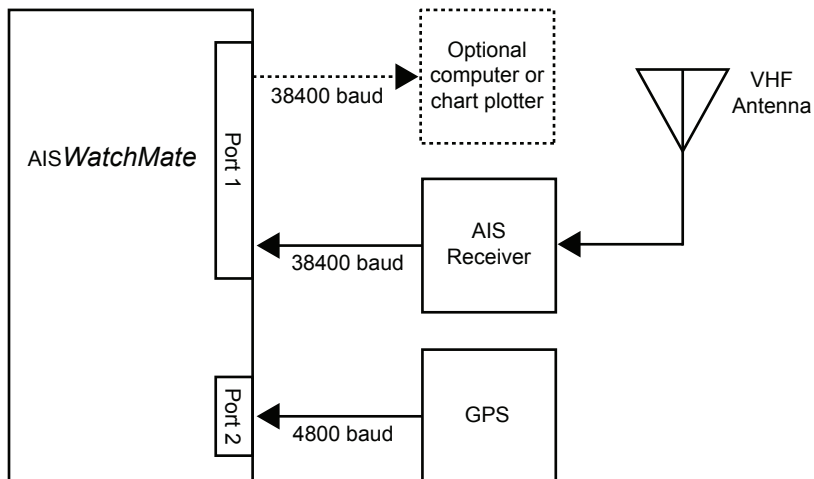 AISWatchMate
Port 1
38400 baud
Optional
computer or
chart plotter
VHF
Antenna
38400 baud
AIS
Receiver
Port 2
4800 baud
GPS